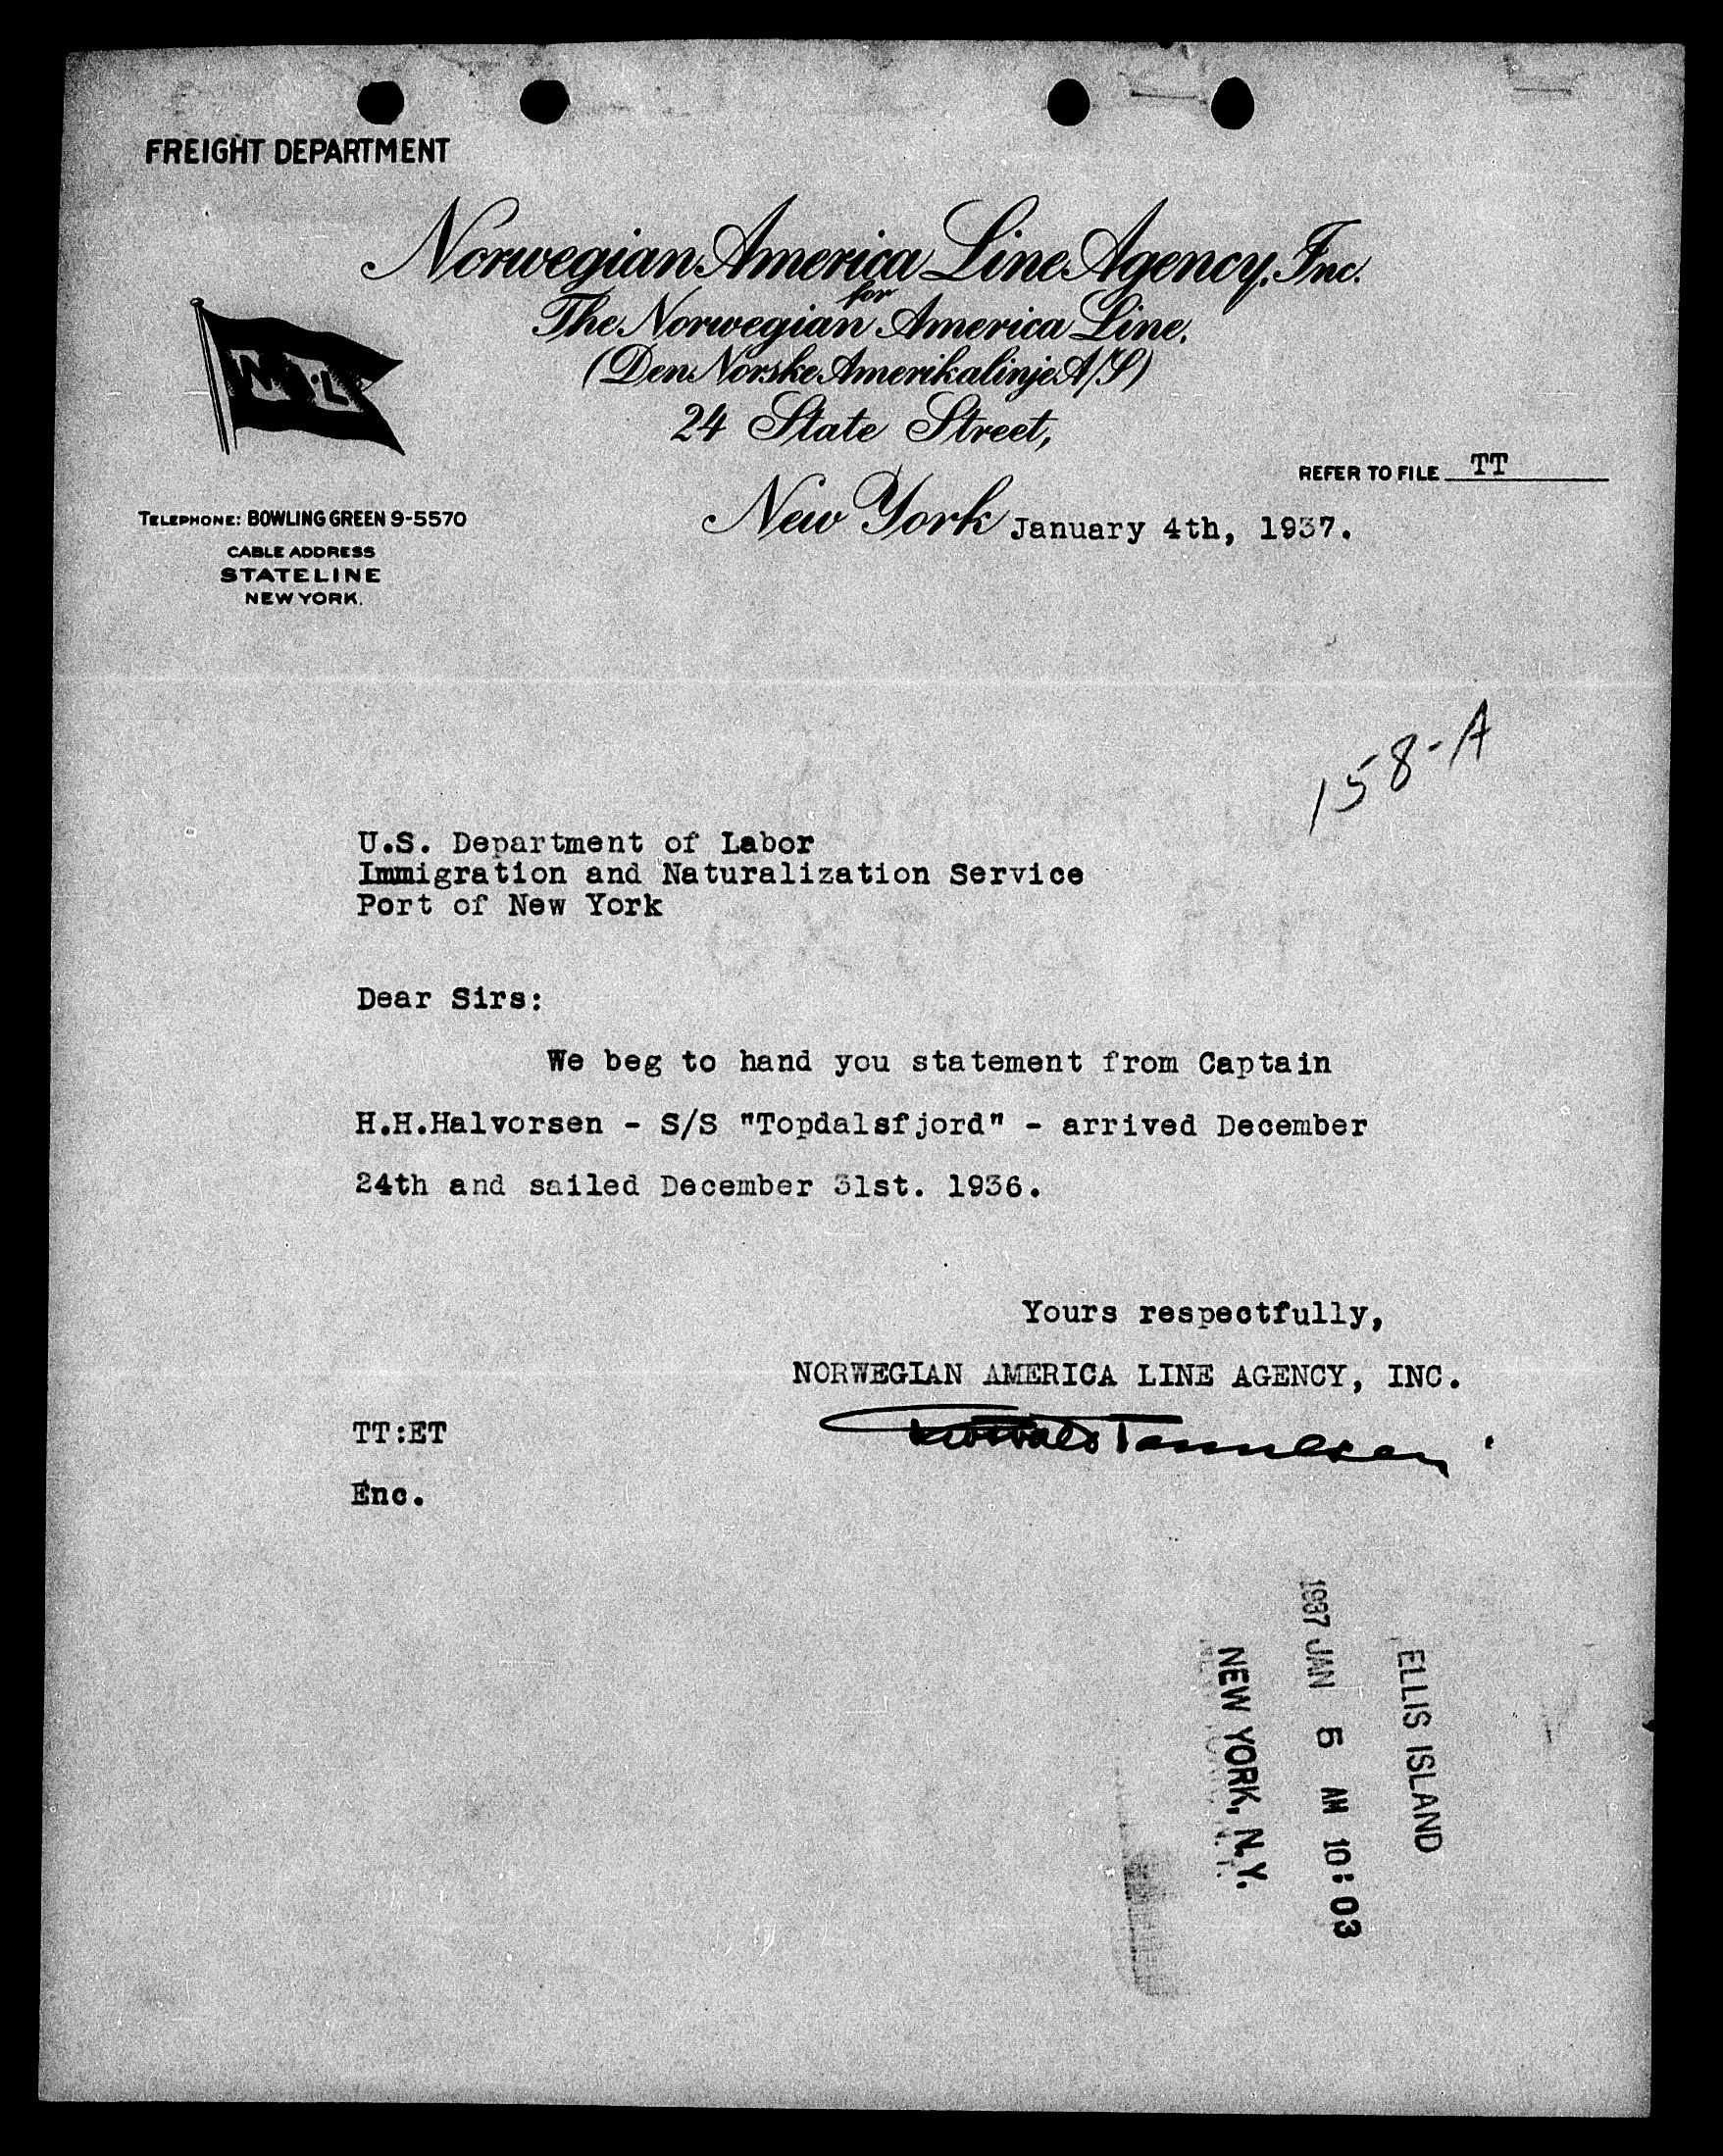 FREIGHT DEPARTMENT
Norwegian America Line Agency, Inc.
for
The Norwegian America Line.
(Den Norske Amerikalinje A/S)
24 State Street,
REFER TO FILE TT
TELEPHONE: BOWLING GREEN 9-5570
New York January 4th, 1937.
CABLE ADDRESS
STATELINE
NEW YORK.
158-A
U.S. Department of Labor
Immigration and Naturalization Service
Port of New York
Dear Sirs:
We beg to hand you statement from Captain
H.H.Halvorsen - S/S "Topdalsfjord" - arrived December
24th and sailed December 31st. 1936.
Yours respectfully,
NORWEGIAN AMERICA LINE AGENCY, INC.
TT:ET
Enc.
ELLIS ISLAND
1937 JAN 5 AM 10:03
NEW YORK, N.Y.